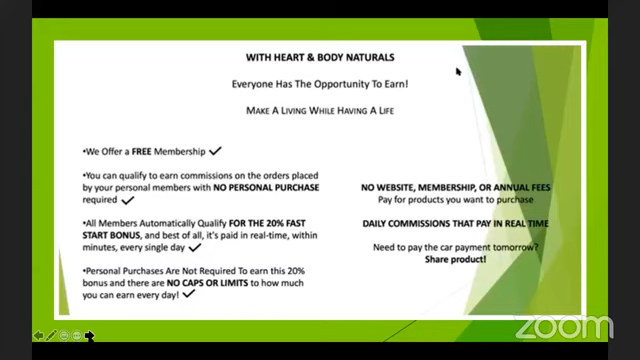 WITH HEART & BODY NATURALS
Everyone Has The Opportunity To Earn!
MAKE A LIVING WHILE HAVING A LIFE
•We Offer a FREE Membership ✓
•You can qualify to earn commissions on the orders placed
by your personal members with NO PERSONAL PURCHASE
required ✓
•All Members Automatically Qualify FOR THE 20% FAST
START BONUS, and best of all, it's paid in real-time, within
minutes, every single day ✓
•Personal Purchases Are Not Required To earn this 20%
bonus and there are NO CAPS OR LIMITS to how much
you can earn every day! ✓
NO WEBSITE, MEMBERSHIP, OR ANNUAL FEES
Pay for products you want to purchase
DAILY COMMISSIONS THAT PAY IN REAL TIME
Need to pay the car payment tomorrow?
Share product!
zoom